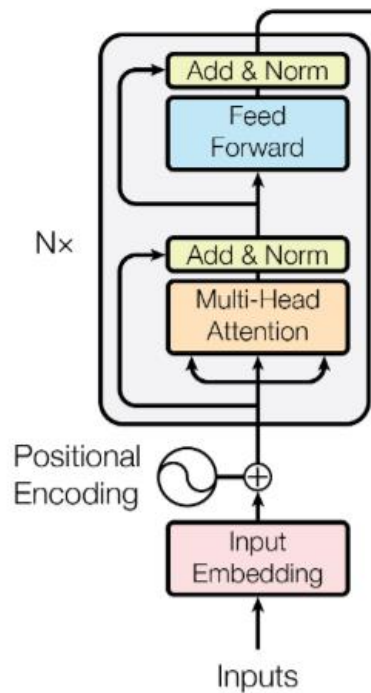 Add & Norm
Feed
Forward
N×
Add & Norm
Multi-Head
Attention
Positional
Encoding
Input
Embedding
Inputs